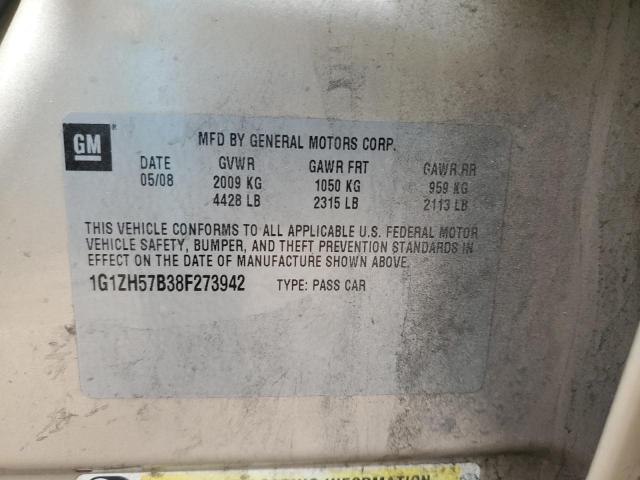 GM
MFD BY GENERAL MOTORS CORP.
DATE GVWR GAWR FRT GAWR RR
05/08 2009 KG 1050 KG 959 KG
4428 LB 2315 LB 2113 LB
THIS VEHICLE CONFORMS TO ALL APPLICABLE U.S. FEDERAL MOTOR
VEHICLE SAFETY, BUMPER, AND THEFT PREVENTION STANDARDS IN
EFFECT ON THE DATE OF MANUFACTURE SHOWN ABOVE.
1G1ZH57B38F273942 TYPE: PASS CAR
INFORMATION